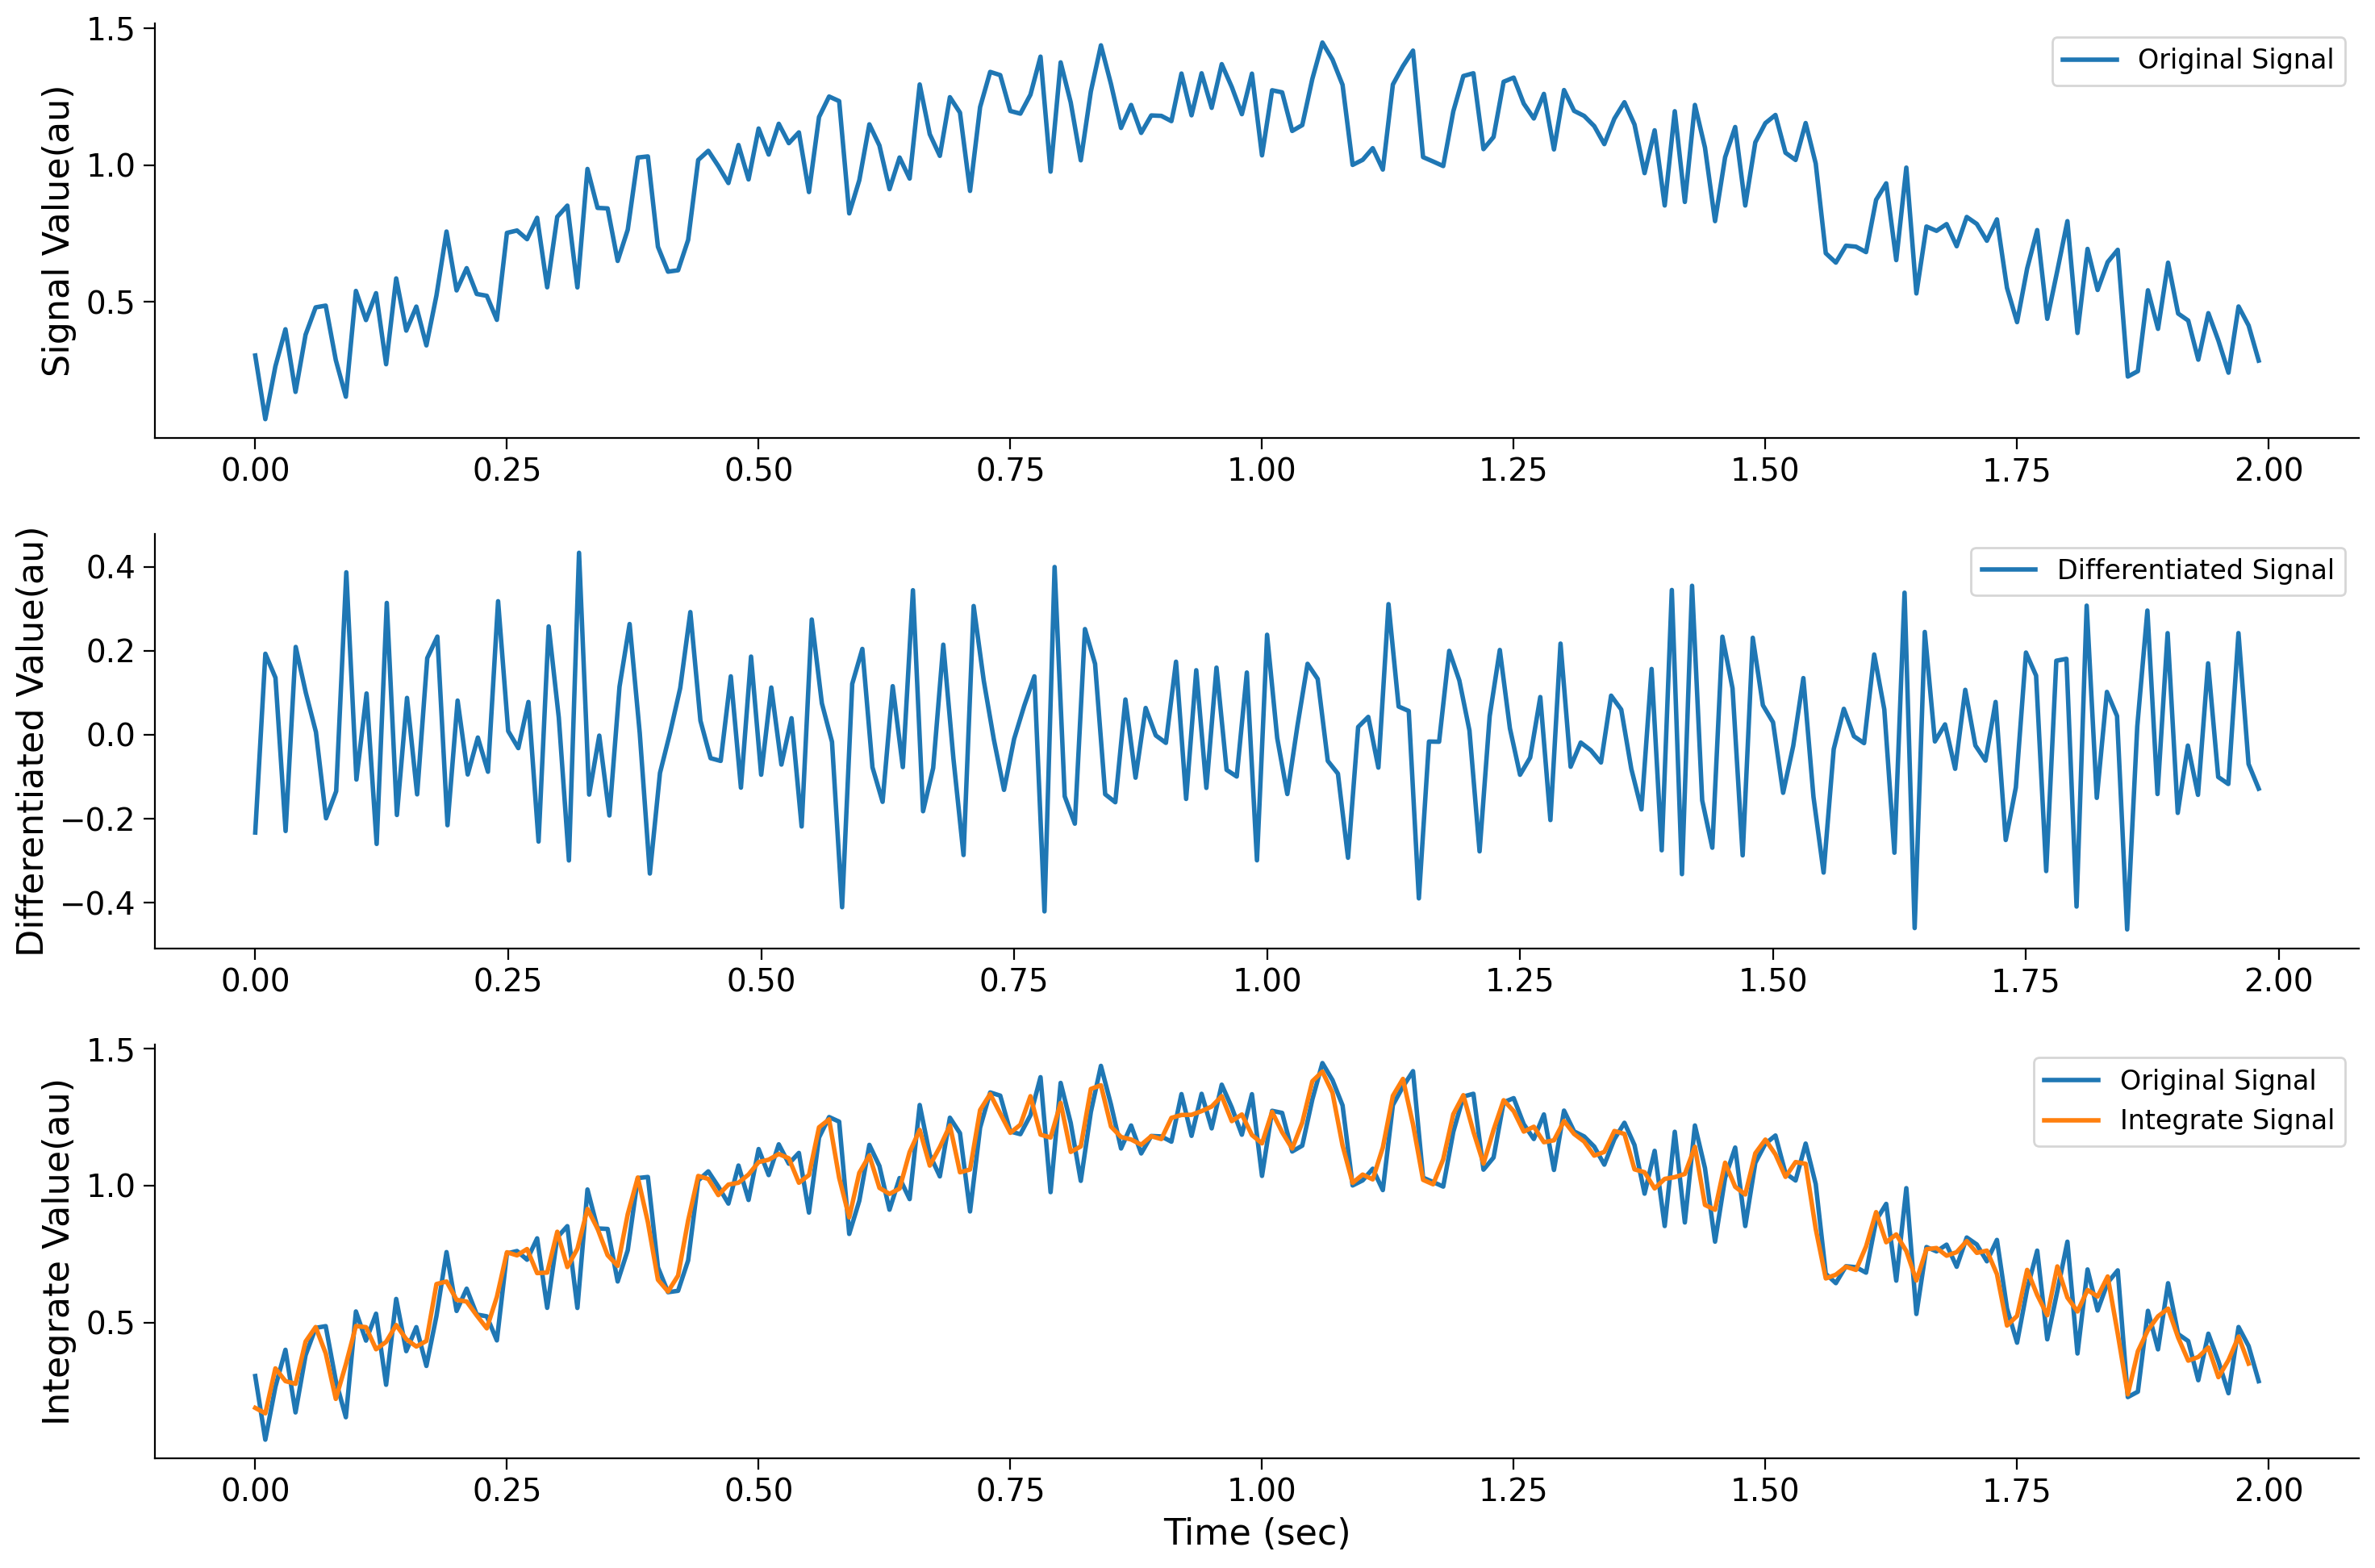 Signal Value(au)
1.5
1.0
0.5
Original Signal
0.00 0.25 0.50 0.75 1.00 1.25 1.50 1.75 2.00
Differentiated Value(au)
0.4
0.2
0.0
−0.2
−0.4
Differentiated Signal
0.00 0.25 0.50 0.75 1.00 1.25 1.50 1.75 2.00
Integrate Value(au)
1.5
1.0
0.5
Original Signal
Integrate Signal
0.00 0.25 0.50 0.75 1.00 1.25 1.50 1.75 2.00
Time (sec)